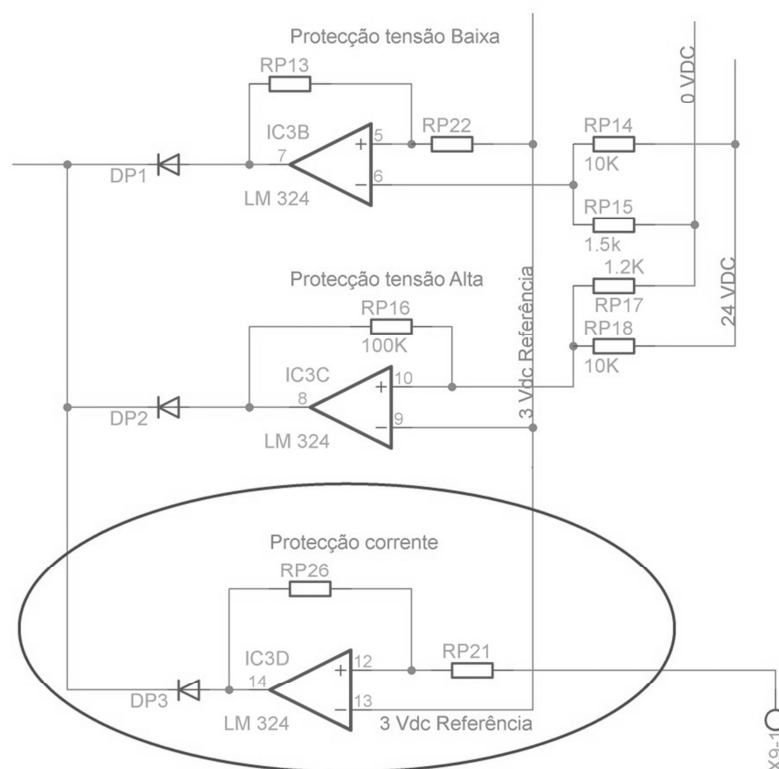 Protecção tensão Baixa
RP13
IC3B
5
RP22
RP14
10K
0 VDC
7
DP1
6
LM 324
RP15
1.5k
1.2K
RP17
24 VDC
Protecção tensão Alta
RP16
100K
3 Vdc Referência
RP18
10K
IC3C
10
8
DP2
9
LM 324
Protecção corrente
RP26
IC3D
12
RP21
14
DP3
13
LM 324
3 Vdc Referência
X9-1